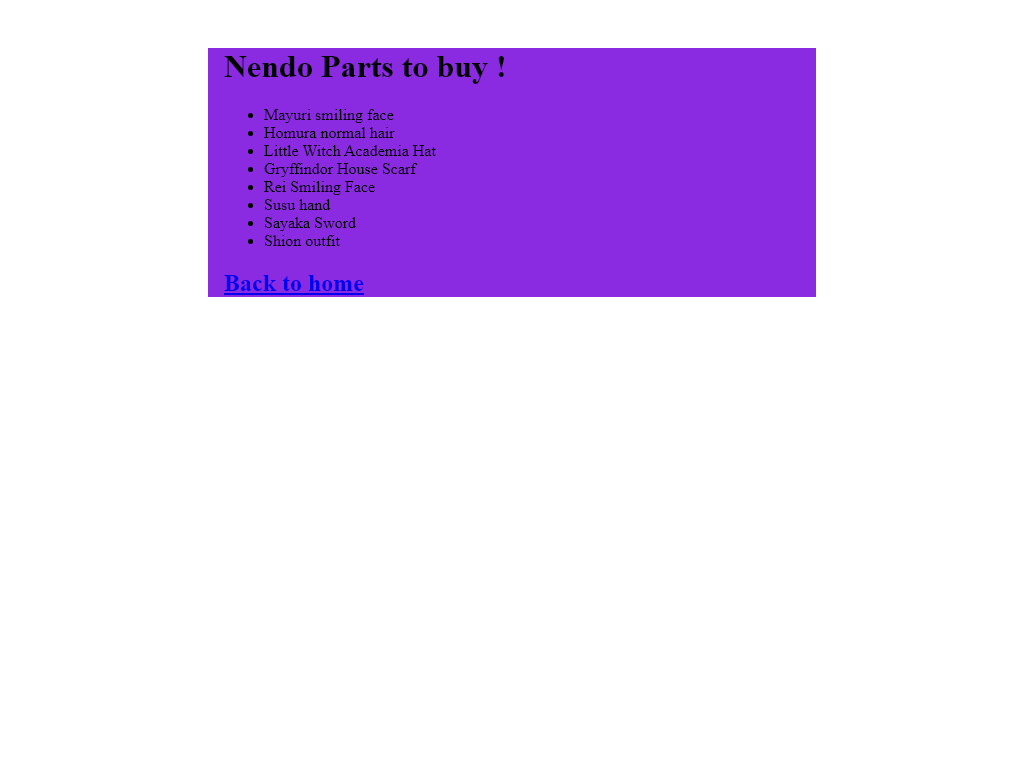 Nendo Parts to buy !
Mayuri smiling face
Homura normal hair
Little Witch Academia Hat
Gryffindor House Scarf
Rei Smiling Face
Susu hand
Sayaka Sword
Shion outfit
Back to home